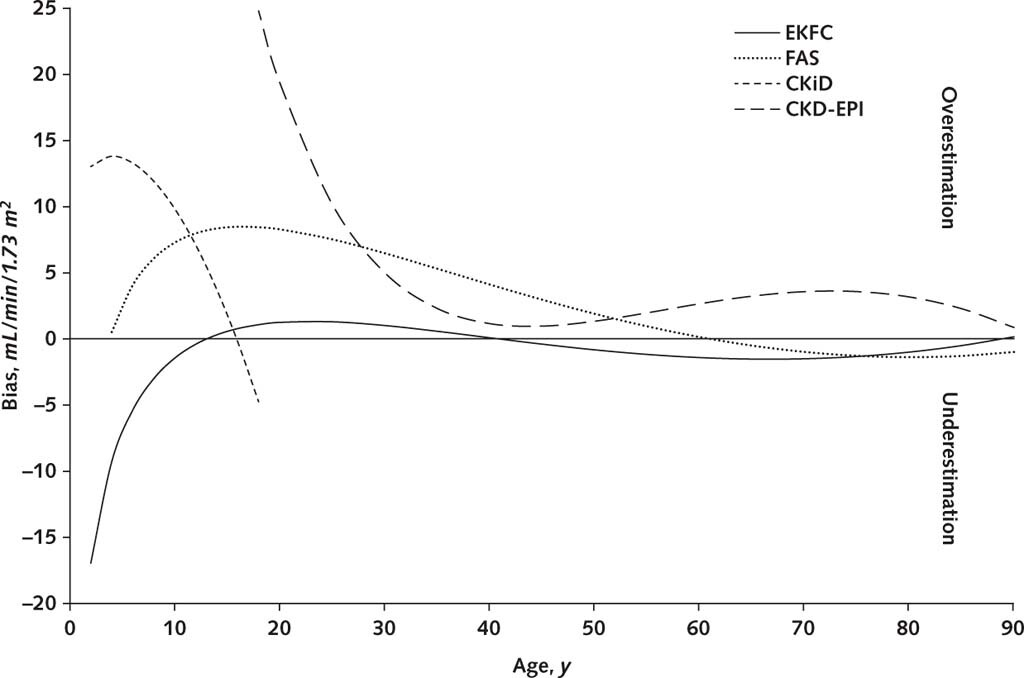 25
20
15
10
5
0
–5
–10
–15
–20
Bias, mL/min/1.73 m²
EKFC
FAS
CKiD
CKD-EPI
Overestimation
Underestimation
0 10 20 30 40 50 60 70 80 90
Age, y